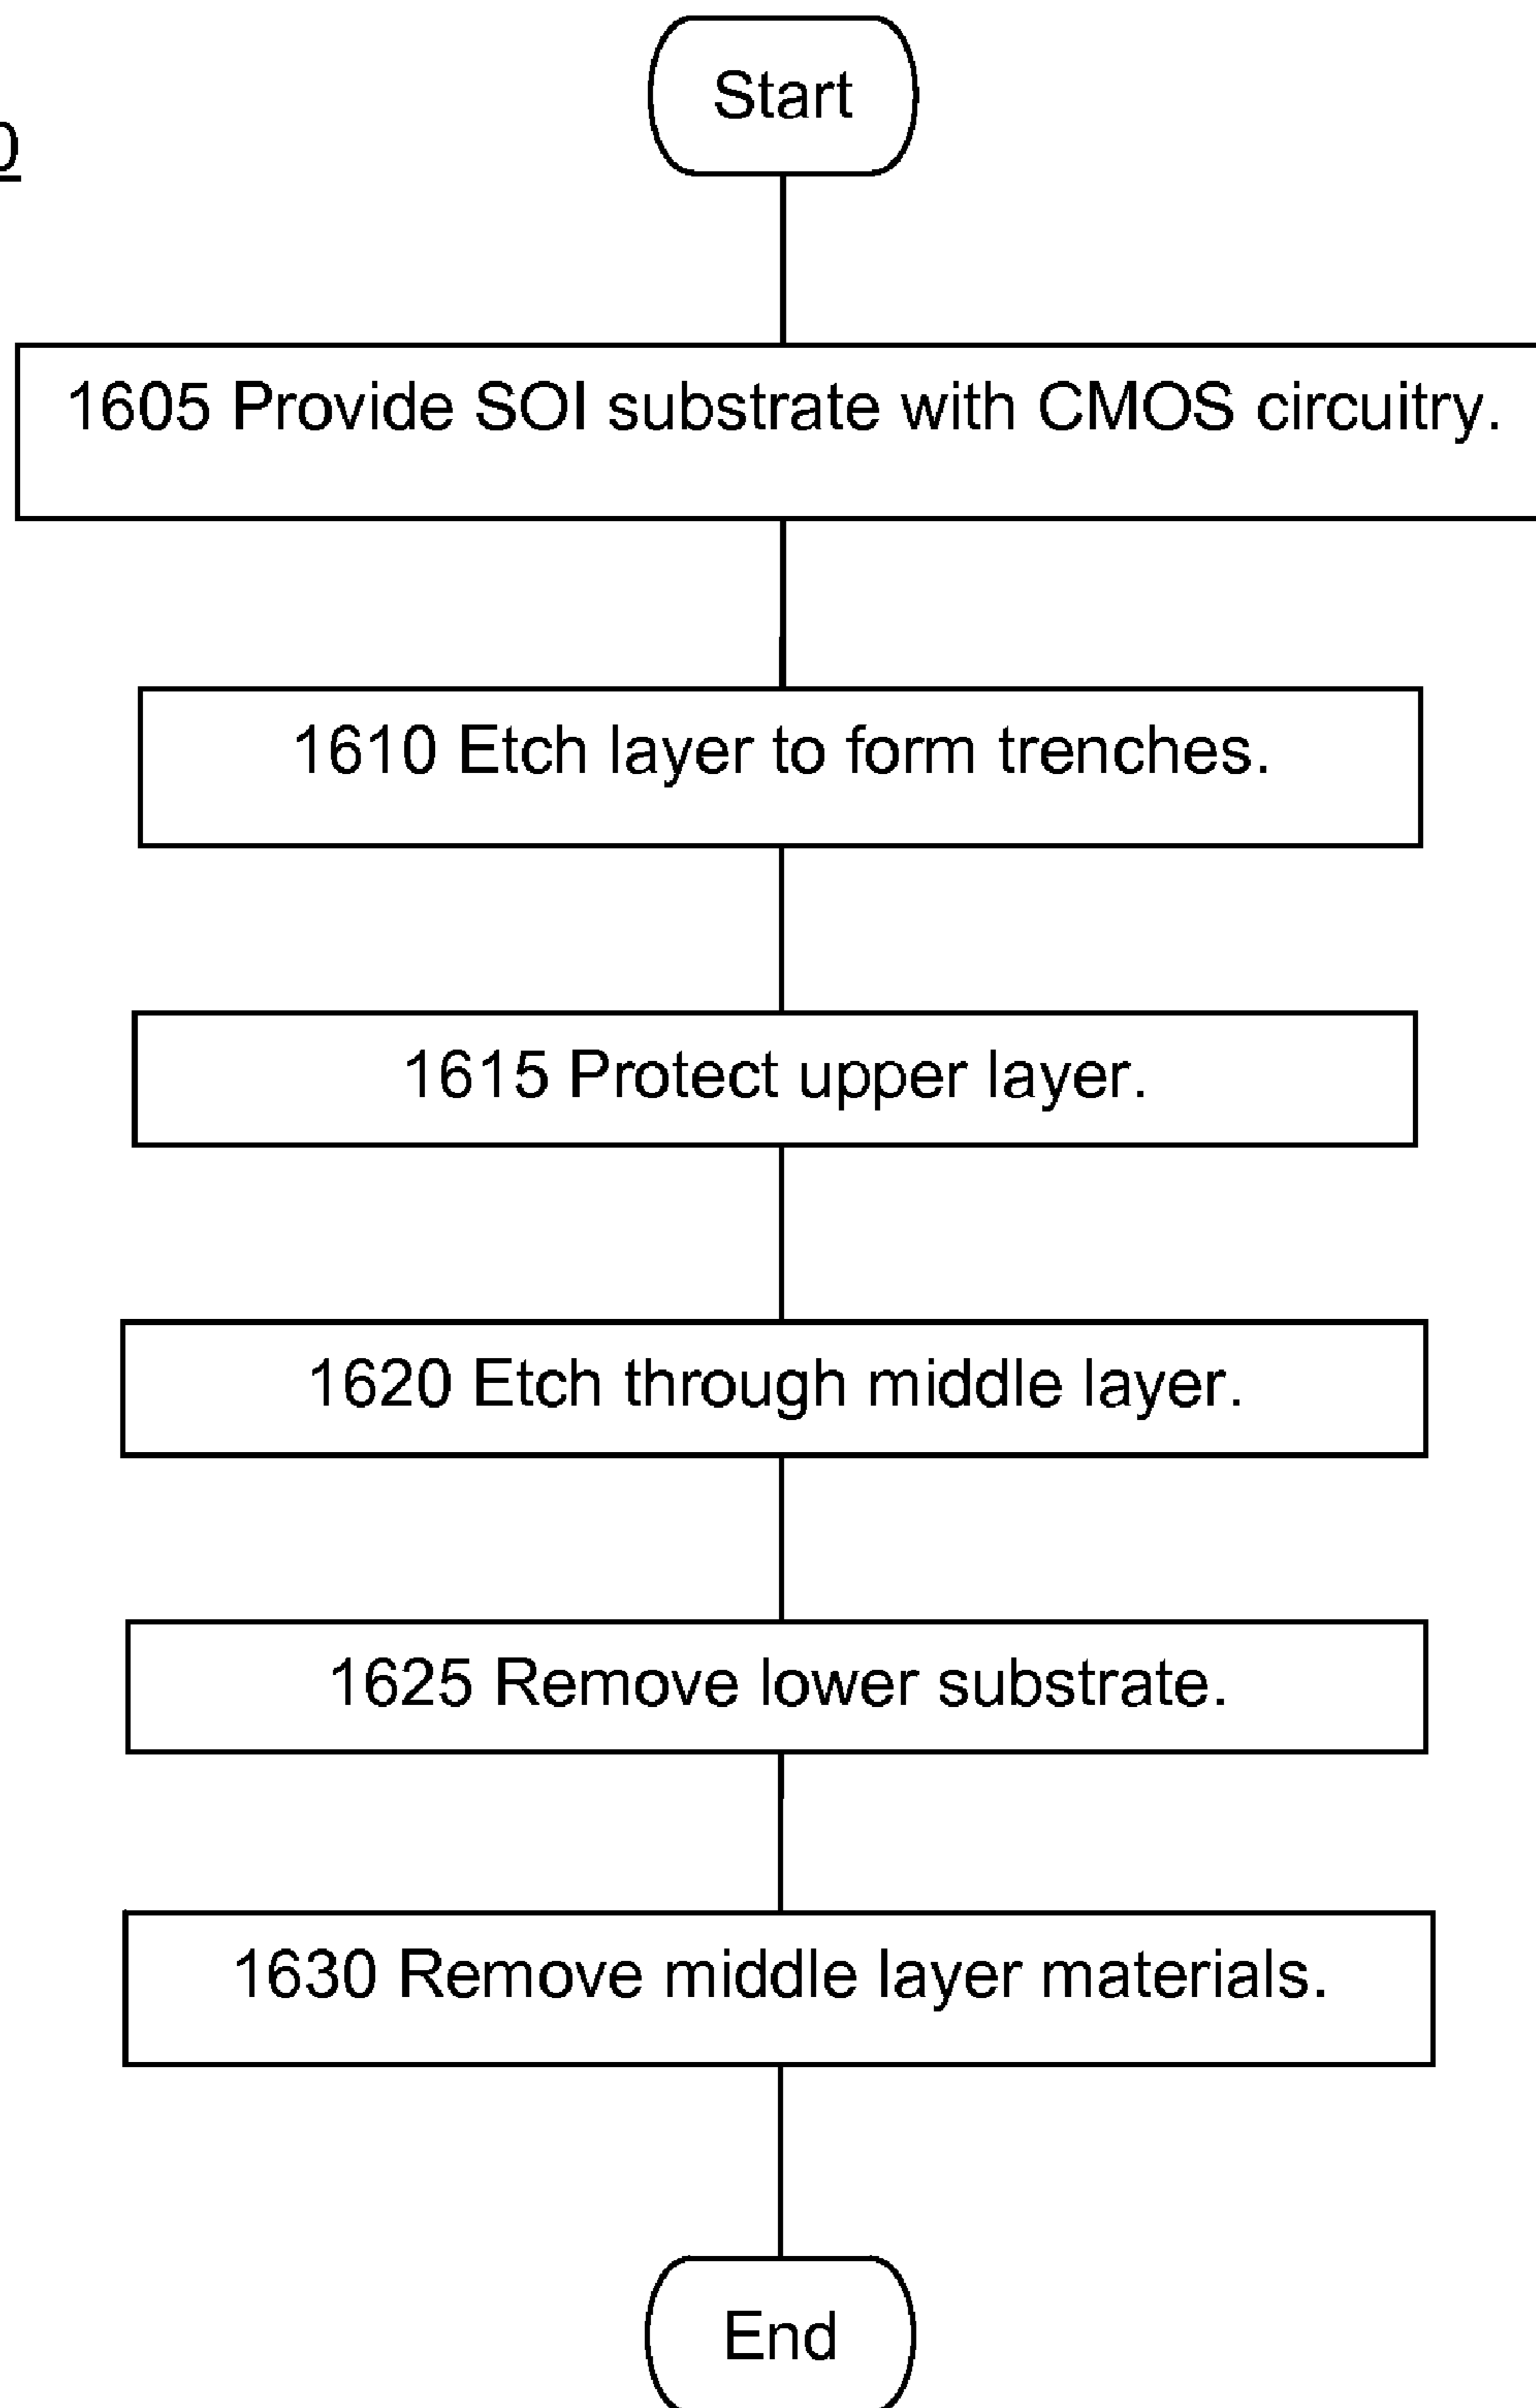 Start
1605 Provide SOI substrate with CMOS circuitry.
1610 Etch layer to form trenches.
1615 Protect upper layer.
1620 Etch through middle layer.
1625 Remove lower substrate.
1630 Remove middle layer materials.
End